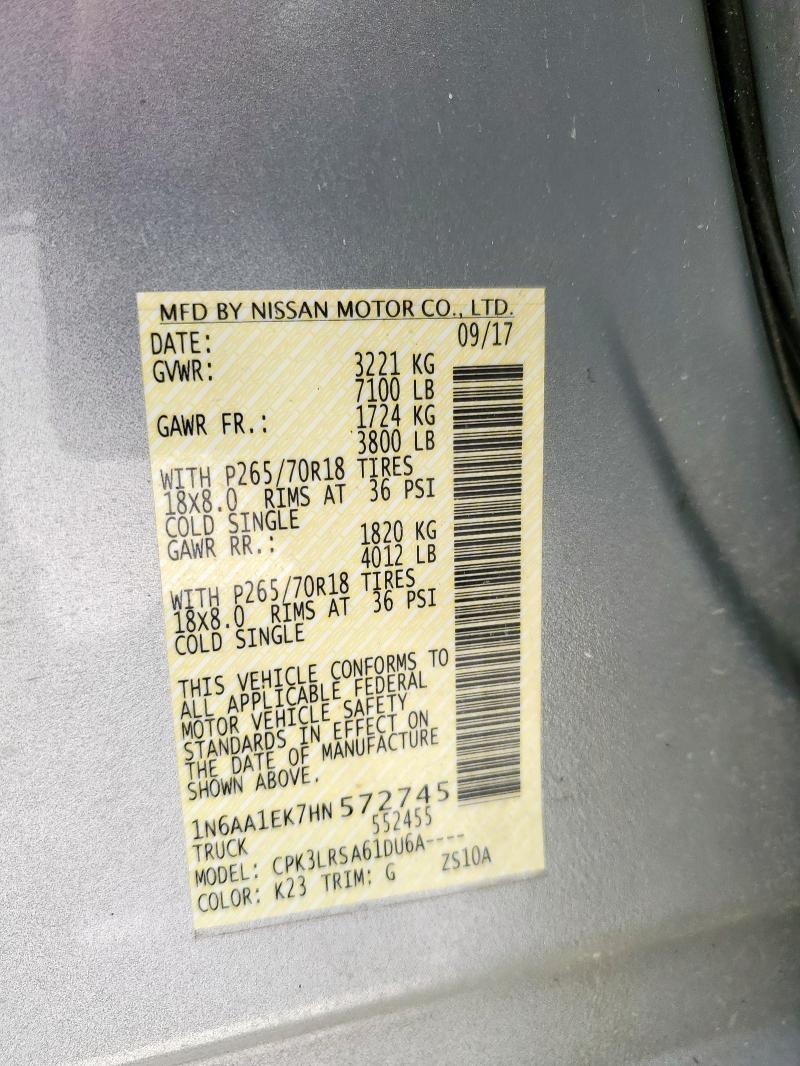 MFD BY NISSAN MOTOR CO., LTD.
DATE: 09/17
GVWR: 3221 KG
7100 LB
GAWR FR.: 1724 KG
3800 LB
WITH P265/70R18 TIRES
18X8.0 RIMS AT 36 PSI
COLD SINGLE
GAWR RR.: 1820 KG
4012 LB
WITH P265/70R18 TIRES
18X8.0 RIMS AT 36 PSI
COLD SINGLE
THIS VEHICLE CONFORMS TO
ALL APPLICABLE FEDERAL
MOTOR VEHICLE SAFETY
STANDARDS IN EFFECT ON
THE DATE OF MANUFACTURE
SHOWN ABOVE.
1N6AA1EK7HN 572745
TRUCK 552455
MODEL: CPK3LRSA61DU6A----
COLOR: K23 TRIM: G ZS10A